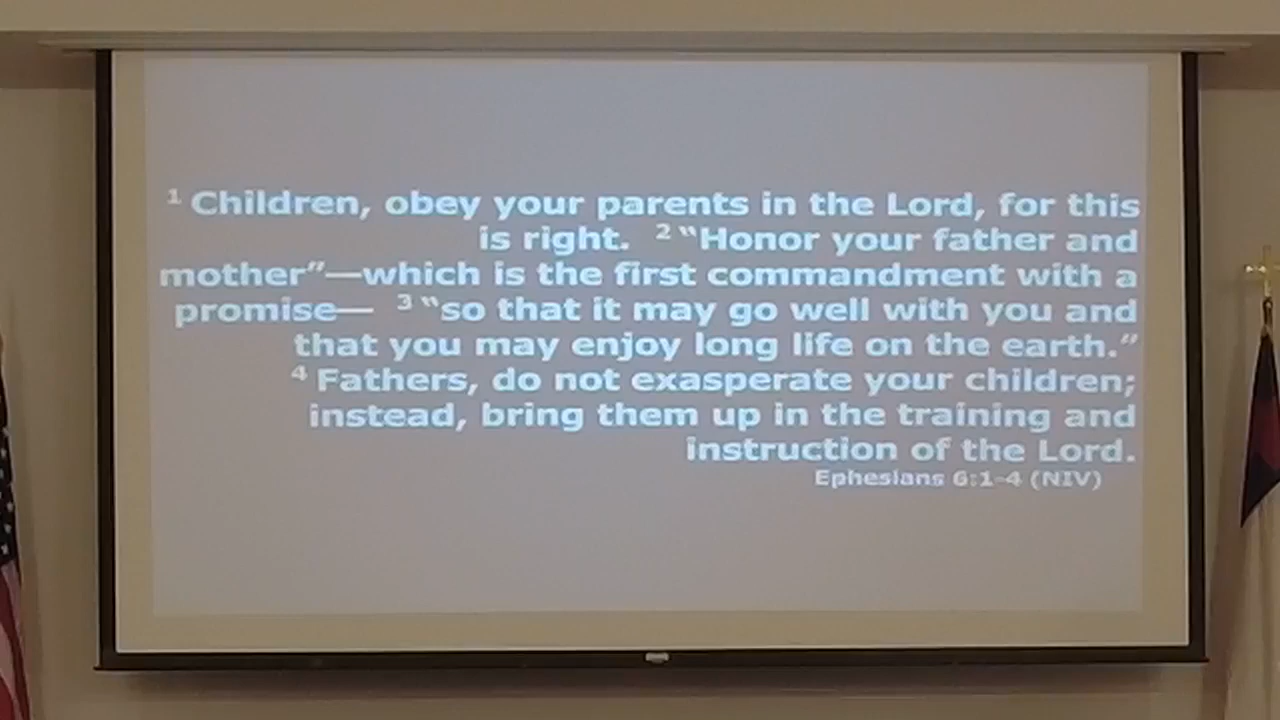 ¹ Children, obey your parents in the Lord, for this
is right. ² “Honor your father and
mother”—which is the first commandment with a
promise— ³ “so that it may go well with you and
that you may enjoy long life on the earth.”
⁴ Fathers, do not exasperate your children;
instead, bring them up in the training and
instruction of the Lord.
Ephesians 6:1-4 (NIV)